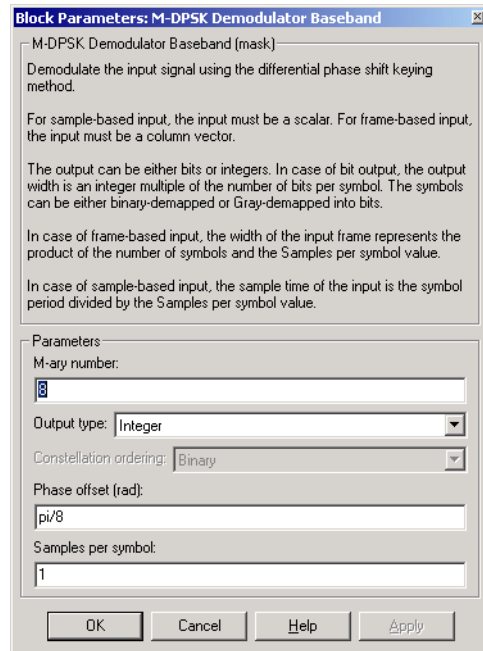 Block Parameters: M-DPSK Demodulator Baseband
M-DPSK Demodulator Baseband (mask)
Demodulate the input signal using the differential phase shift keying
method.
For sample-based input, the input must be a scalar. For frame-based input,
the input must be a column vector.
The output can be either bits or integers. In case of bit output, the output
width is an integer multiple of the number of bits per symbol. The symbols
can be either binary-demapped or Gray-demapped into bits.
In case of frame-based input, the width of the input frame represents the
product of the number of symbols and the Samples per symbol value.
In case of sample-based input, the sample time of the input is the symbol
period divided by the Samples per symbol value.
Parameters
M-ary number:
8
Output type: Integer
Constellation ordering: Binary
Phase offset (rad):
pi/8
Samples per symbol:
1
OK Cancel Help Apply